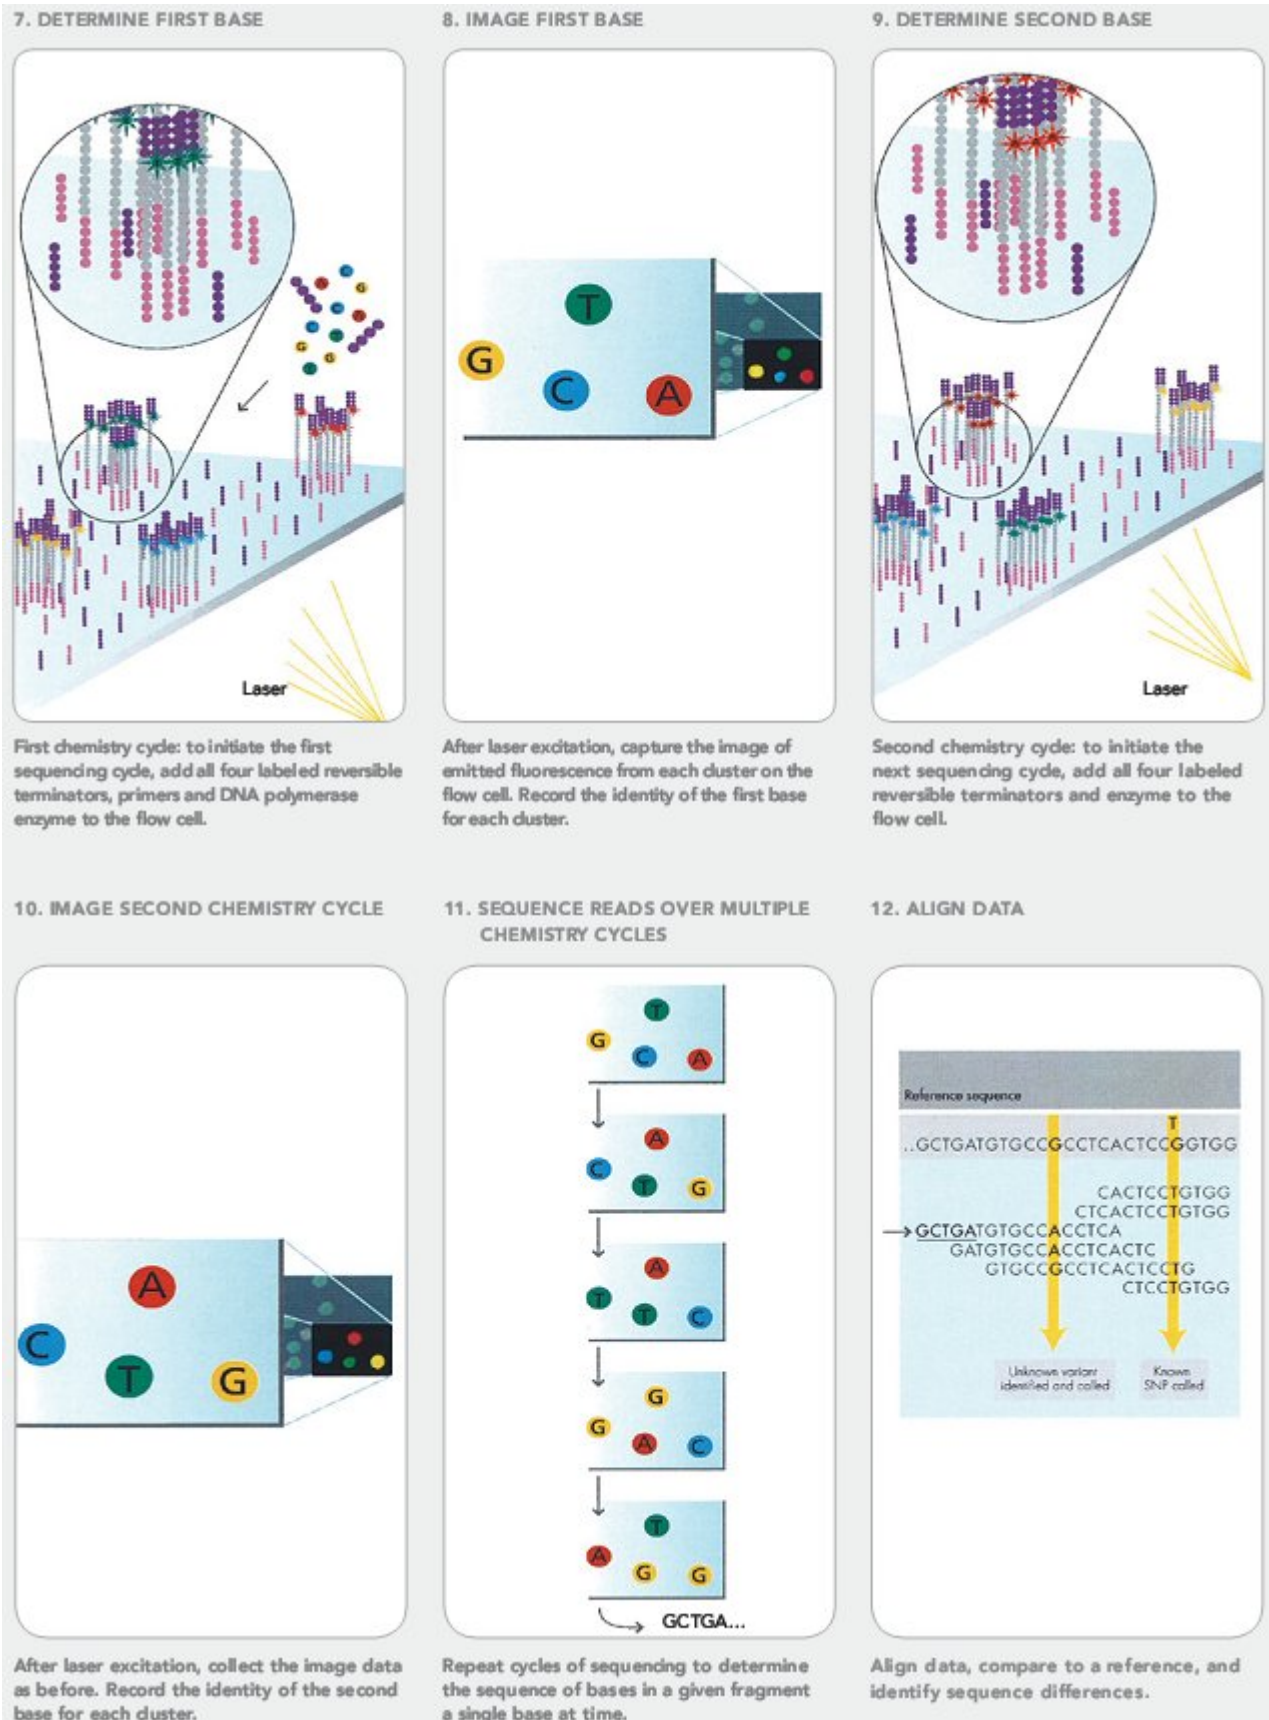 7. DETERMINE FIRST BASE
8. IMAGE FIRST BASE
9. DETERMINE SECOND BASE
C
G
C
T
G
G
Laser
T
G
C
A
Laser
First chemistry cycle: to initiate the first
sequencing cycle, add all four labeled reversible
terminators, primers and DNA polymerase
enzyme to the flow cell.
After laser excitation, capture the image of
emitted fluorescence from each cluster on the
flow cell. Record the identity of the first base
for each cluster.
Second chemistry cycle: to initiate the
next sequencing cycle, add all four labeled
reversible terminators and enzyme to the
flow cell.
10. IMAGE SECOND CHEMISTRY CYCLE
11. SEQUENCE READS OVER MULTIPLE
CHEMISTRY CYCLES
12. ALIGN DATA
A
C
T
G
T
G
C
A
A
C
T
G
A
T
T
C
G
G
A
C
T
A
G
G
GCTGA...
Reference sequence
T
..GCTGATGTGCCGCCTCACTCCGGTGG
CACTCCTGTGG
CTCACTCCTGTGG
GCTGATGTGCCACCTCA
GATGTGCCACCTCACTC
GTGCCGCCTCACTCCTG
CTCCTGTGG
Unknown variant
identified and called
Known
SNP called
After laser excitation, collect the image data
as before. Record the identity of the second
base for each cluster.
Repeat cycles of sequencing to determine
the sequence of bases in a given fragment
a single base at time.
Align data, compare to a reference, and
identify sequence differences.